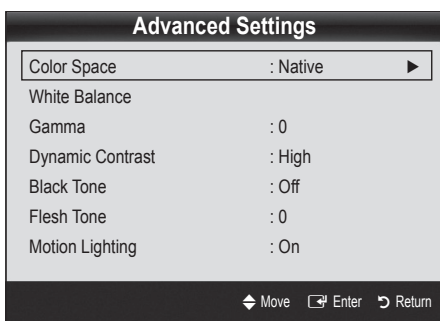 Advanced Settings
Color Space : Native ►
White Balance
Gamma : 0
Dynamic Contrast : High
Black Tone : Off
Flesh Tone : 0
Motion Lighting : On
Move Enter Return